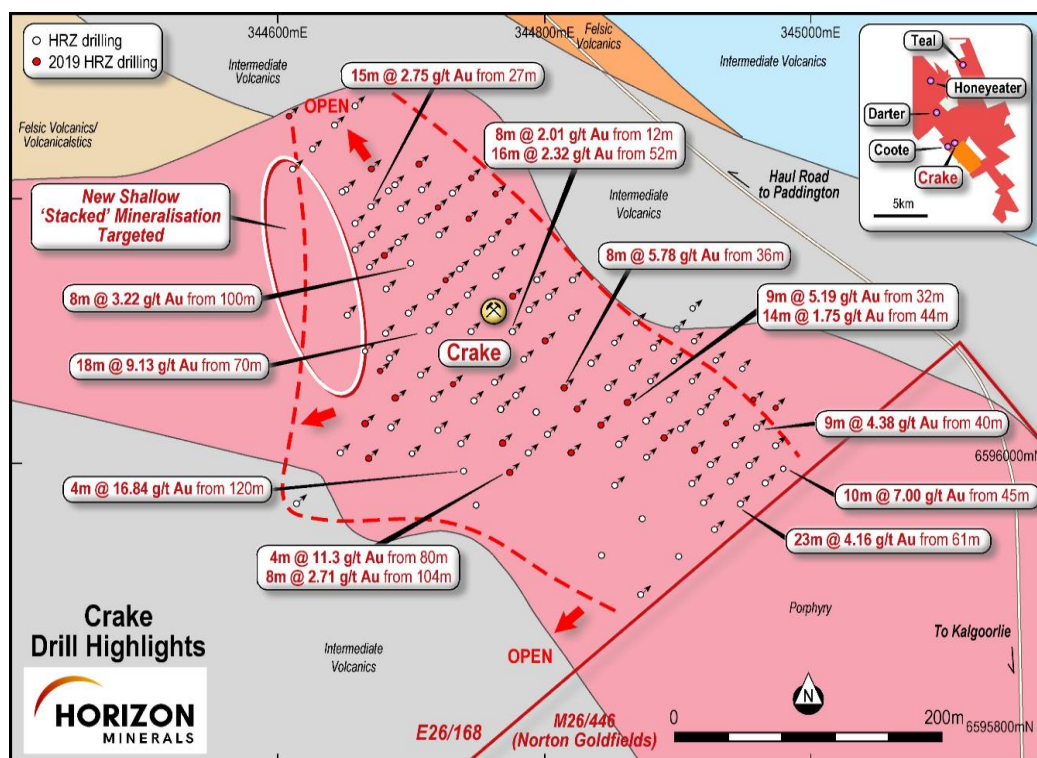 344600mE
344800mE
345000mE
HRZ drilling
2019 HRZ drilling
Intermediate
Volcanics
Felsic
Volcanics
Intermediate Volcanics
Teal
Honeyeater
Darter
Coote
Crake
5km
15m @ 2.75 g/t Au from 27m
OPEN
Felsic Volcanics/
Volcanicalstics
8m @ 2.01 g/t Au from 12m
16m @ 2.32 g/t Au from 52m
Haul Road
to Paddington
Intermediate
Volcanics
New Shallow
'Stacked' Mineralisation
Targeted
8m @ 5.78 g/t Au from 36m
8m @ 3.22 g/t Au from 100m
9m @ 5.19 g/t Au from 32m
14m @ 1.75 g/t Au from 44m
Crake
18m @ 9.13 g/t Au from 70m
9m @ 4.38 g/t Au from 40m
6596000mN
4m @ 16.84 g/t Au from 120m
10m @ 7.00 g/t Au from 45m
23m @ 4.16 g/t Au from 61m
4m @ 11.3 g/t Au from 80m
8m @ 2.71 g/t Au from 104m
Crake
Drill Highlights
Porphyry
Intermediate
Volcanics
OPEN
To Kalgoorlie
HORIZON
MINERALS
N
0
200m
6595800mN
E26/168
M26/446
(Norton Goldfields)